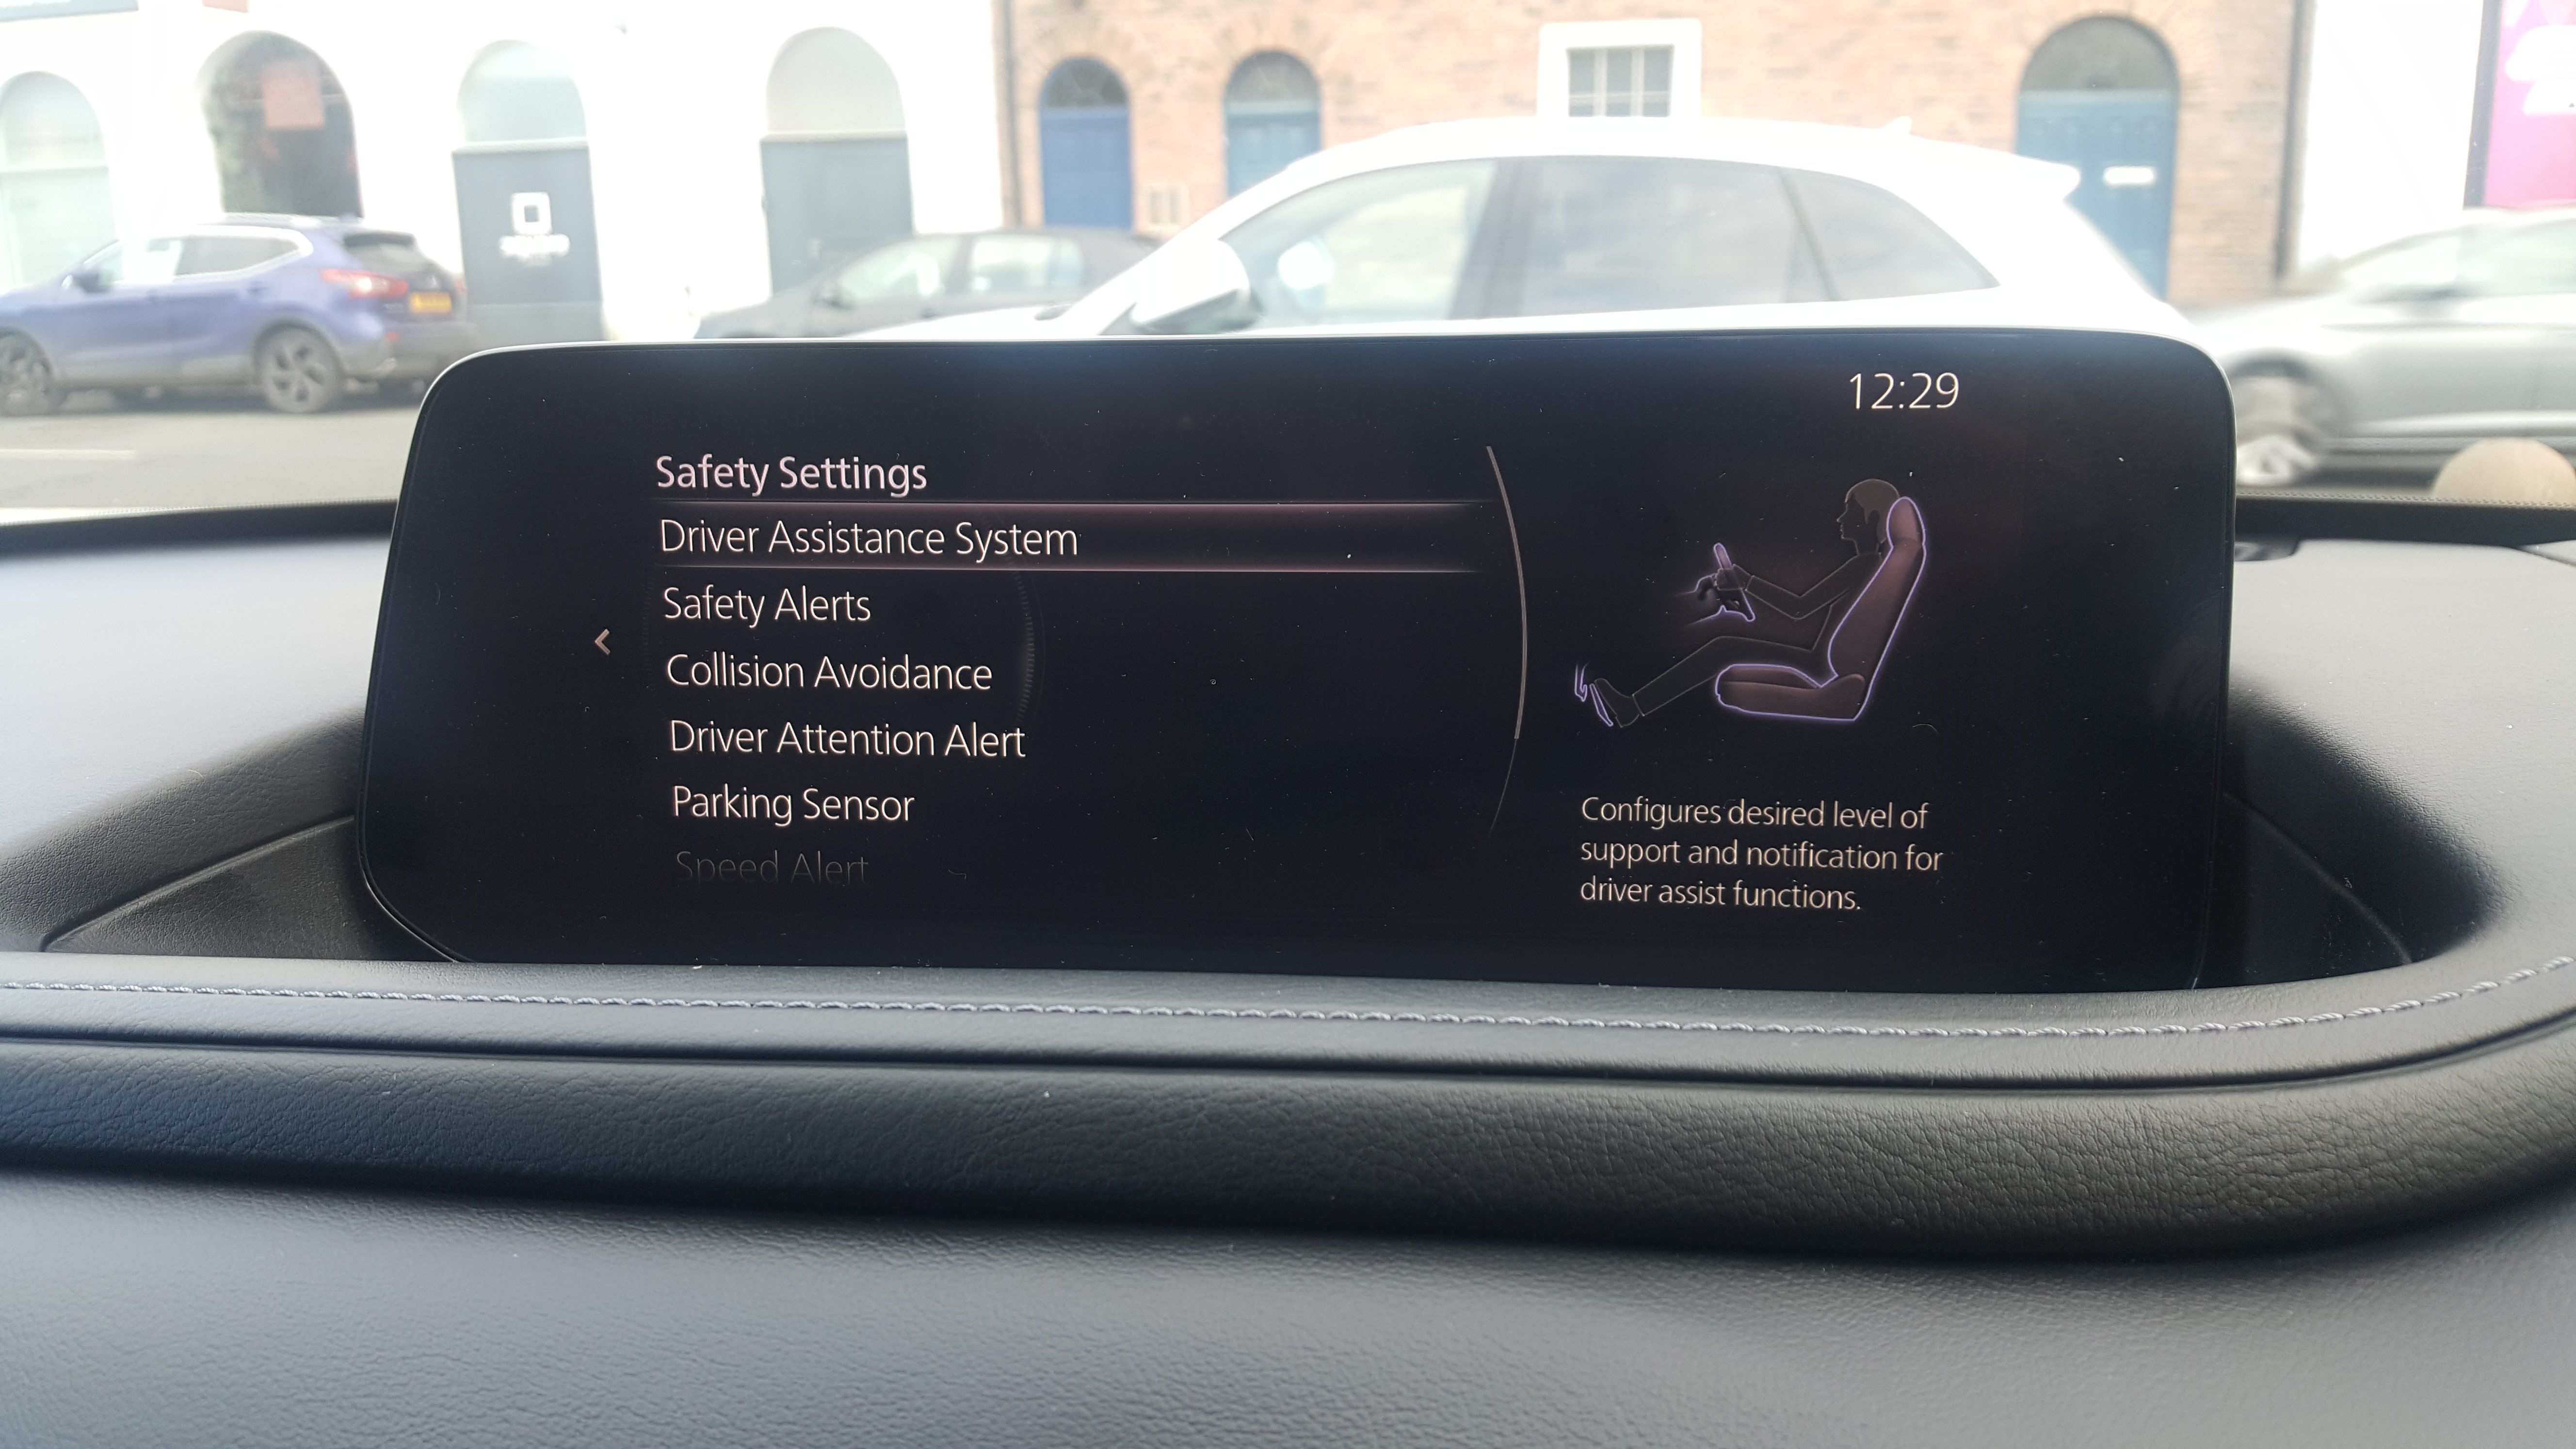 12:29
Safety Settings
Driver Assistance System
Safety Alerts
Collision Avoidance
Driver Attention Alert
Parking Sensor
Speed Alert
Configures desired level of
support and notification for
driver assist functions.